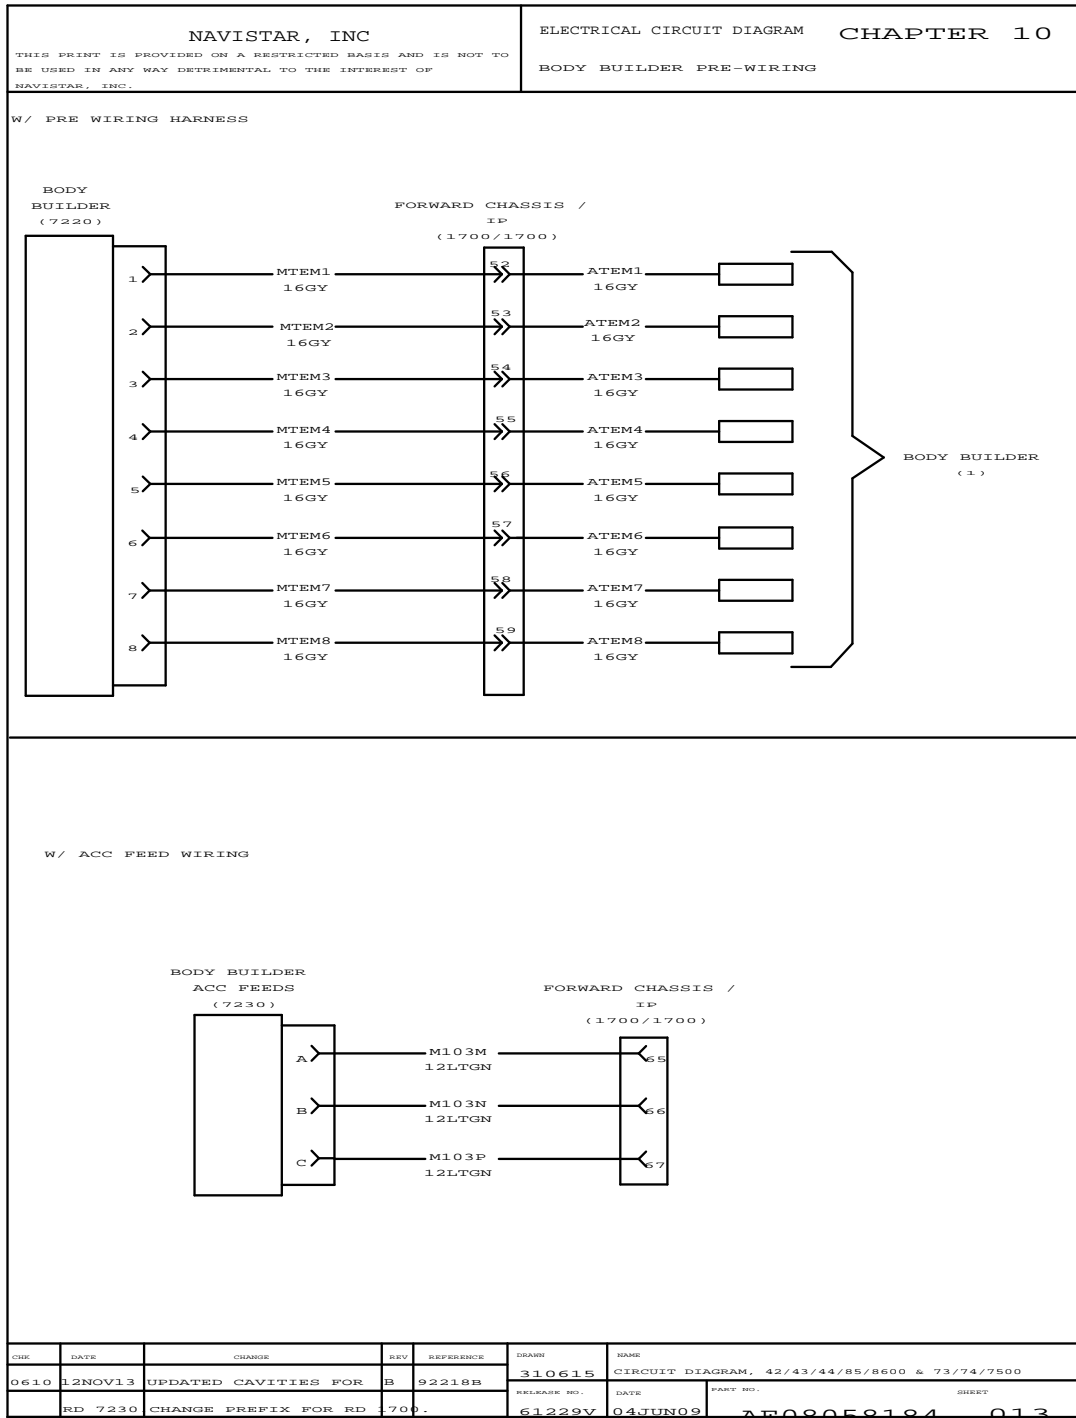 NAVISTAR, INC
THIS PRINT IS PROVIDED ON A RESTRICTED BASIS AND IS NOT TO
BE USED IN ANY WAY DETRIMENTAL TO THE INTEREST OF
NAVISTAR, INC.
ELECTRICAL CIRCUIT DIAGRAM
CHAPTER 10
BODY BUILDER PRE-WIRING
W/ PRE WIRING HARNESS
BODY
BUILDER
(7220)
FORWARD CHASSIS /
IP
(1700/1700)
1 MTEM1 52 ATEM1
16GY 16GY
2 MTEM2 53 ATEM2
16GY 16GY
3 MTEM3 54 ATEM3
16GY 16GY
4 MTEM4 55 ATEM4
16GY 16GY
5 MTEM5 56 ATEM5
16GY 16GY
6 MTEM6 57 ATEM6
16GY 16GY
7 MTEM7 58 ATEM7
16GY 16GY
8 MTEM8 59 ATEM8
16GY 16GY
BODY BUILDER
(1)
W/ ACC FEED WIRING
BODY BUILDER
ACC FEEDS
(7230)
FORWARD CHASSIS /
IP
(1700/1700)
A M103M 65
12LTGN
B M103N 66
12LTGN
C M103P 67
12LTGN
CHK DATE CHANGE REV REFERENCE
0610 12NOV13 UPDATED CAVITIES FOR B 92218B
RD 7230 CHANGE PREFIX FOR RD 1700.
DRAWN
310615
NAME
CIRCUIT DIAGRAM, 42/43/44/85/8600 & 73/74/7500
RELEASE NO.
61229V
DATE
04JUN09
PART NO.
AE08058184
SHEET
013